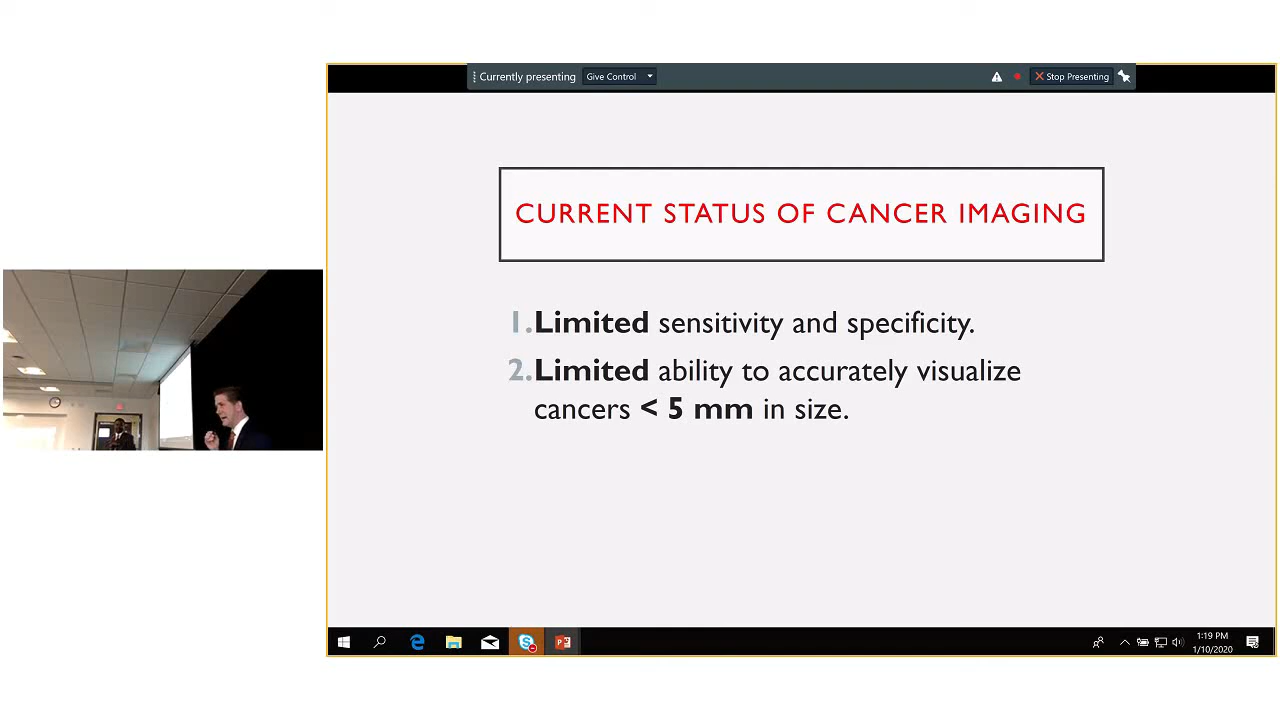 Currently presenting Give Control Stop Presenting
CURRENT STATUS OF CANCER IMAGING
1. Limited sensitivity and specificity.
2. Limited ability to accurately visualize
cancers < 5 mm in size.
1:19 PM
1/10/2020